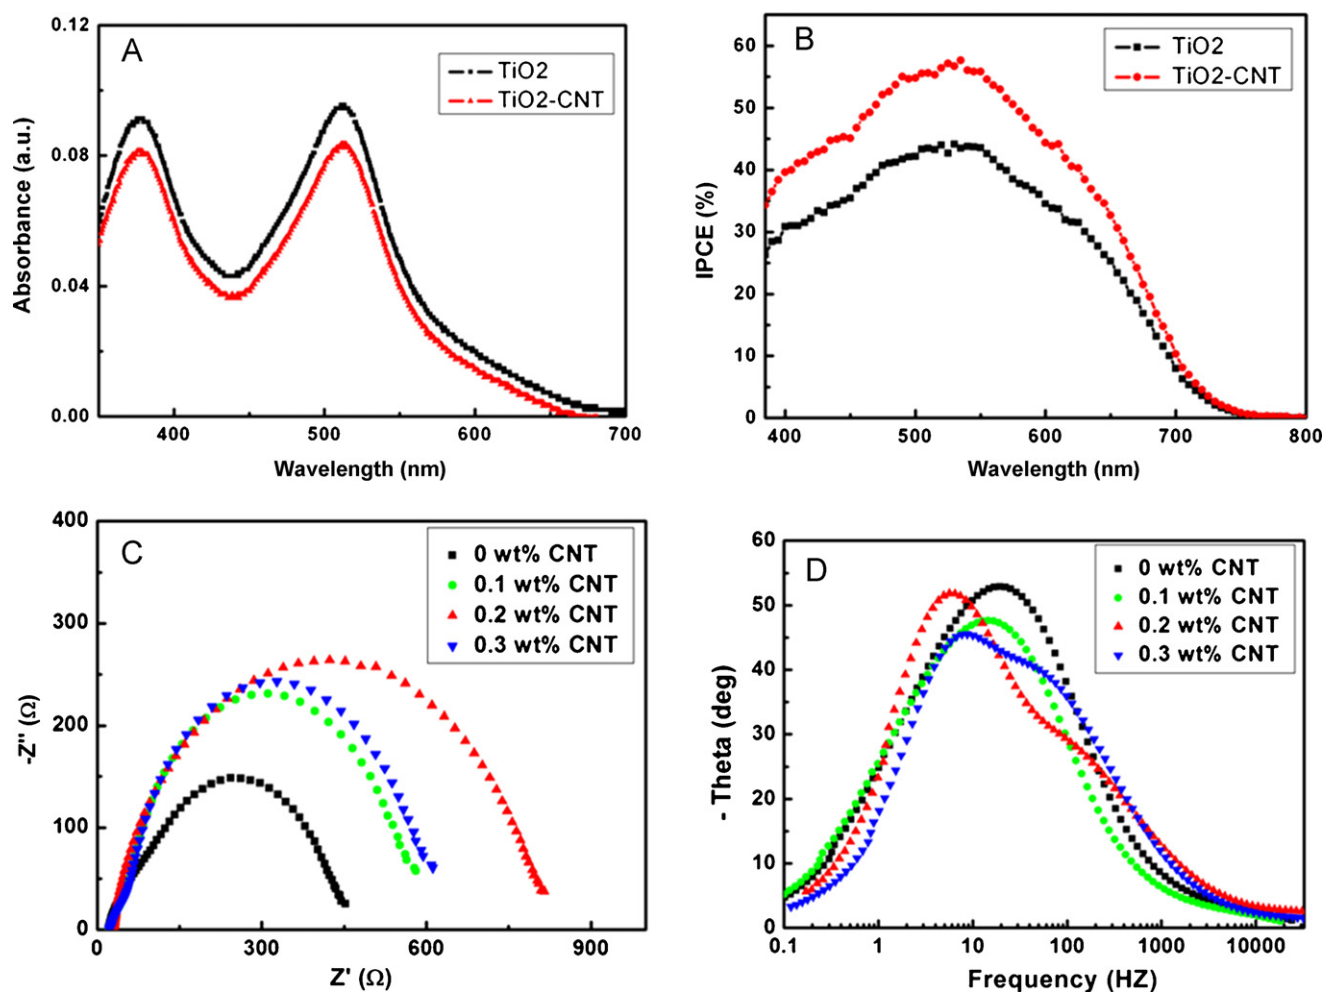 A
TiO2
TiO2-CNT
0.12
0.08
0.04
0.00
Absorbance (a.u.)
400
500
600
700
Wavelength (nm)
B
TiO2
TiO2-CNT
60
50
40
30
20
10
0
IPCE (%)
400
500
600
700
800
Wavelength (nm)
C
0 wt% CNT
0.1 wt% CNT
0.2 wt% CNT
0.3 wt% CNT
400
300
200
100
0
-Z" (Ω)
0
300
600
900
Z' (Ω)
D
0 wt% CNT
0.1 wt% CNT
0.2 wt% CNT
0.3 wt% CNT
60
50
40
30
20
10
0
- Theta (deg)
0.1
1
10
100
1000
10000
Frequency (HZ)